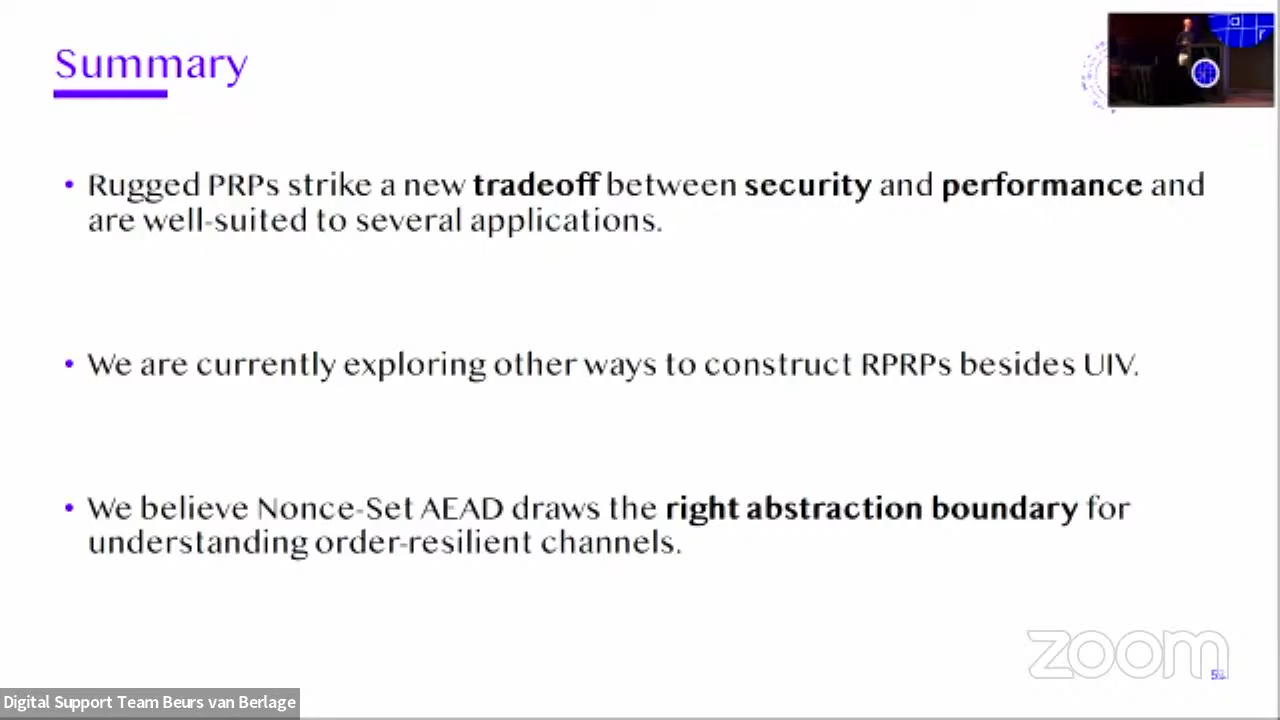 Summary
• Rugged PRPs strike a new tradeoff between security and performance and
are well-suited to several applications.
• We are currently exploring other ways to construct RPRPs besides UIV.
• We believe Nonce-Set AEAD draws the right abstraction boundary for
understanding order-resilient channels.
zoom
Digital Support Team Beurs van Berlage